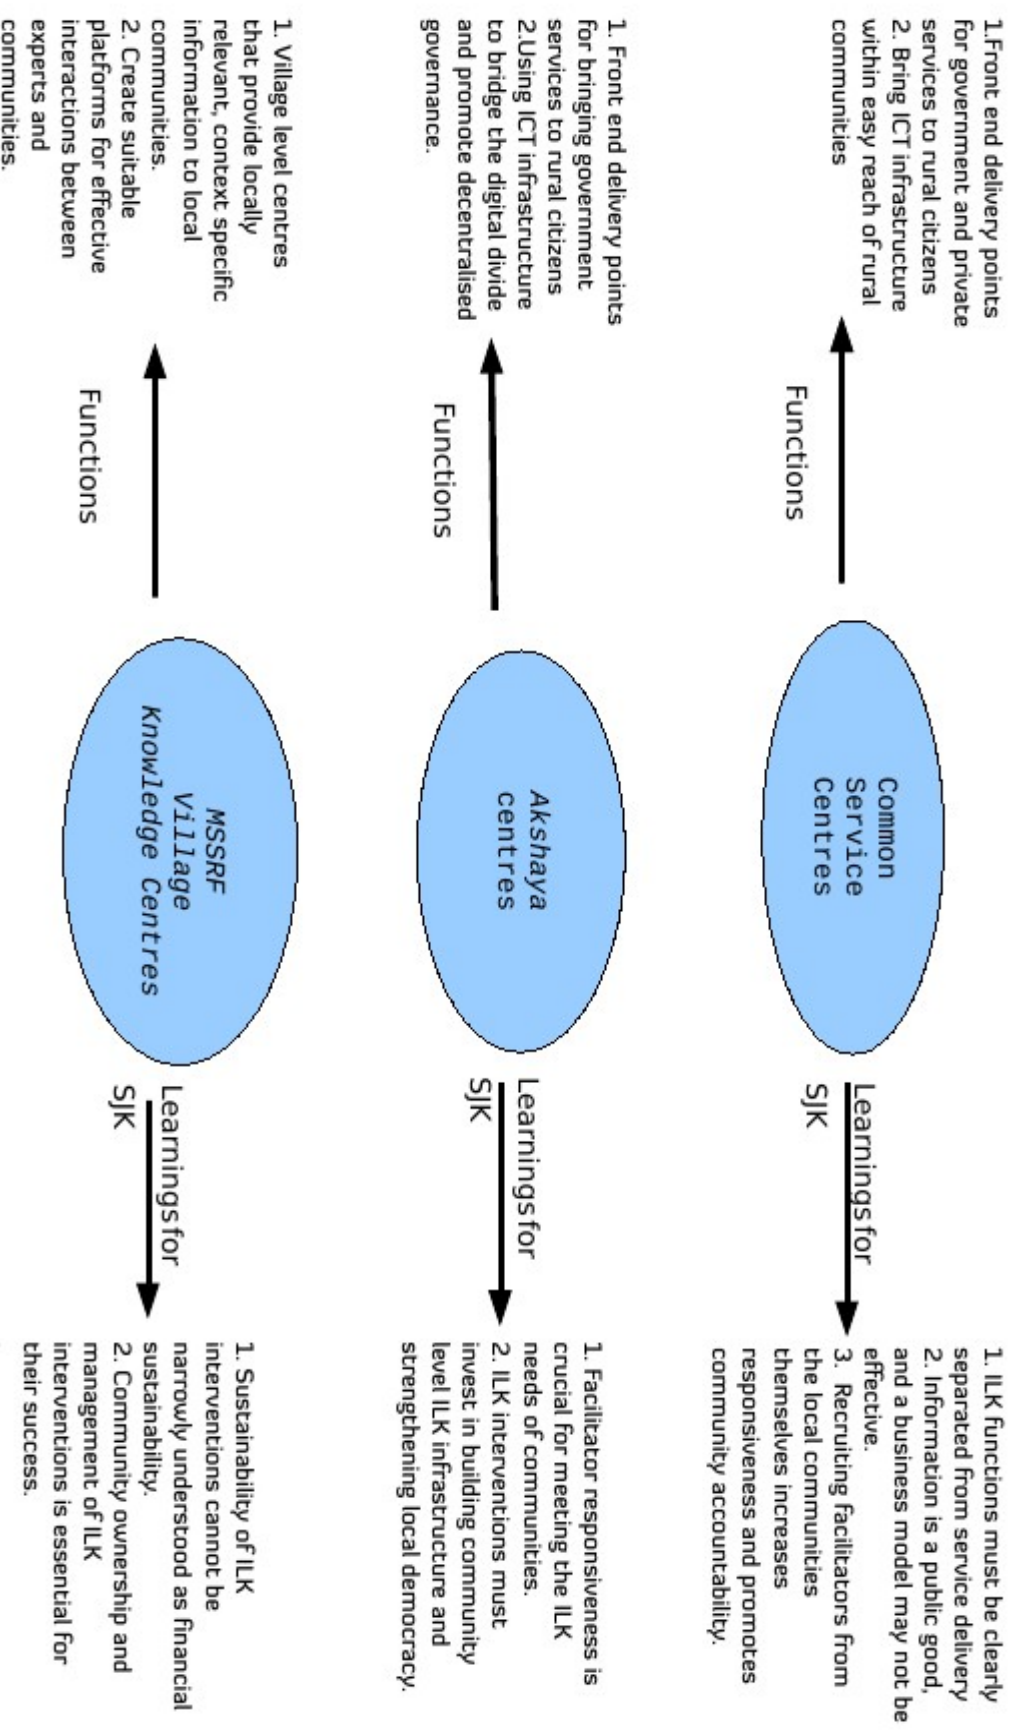 1.Front end delivery points
for government and private
services to rural citizens
2. Bring ICT infrastructure
within easy reach of rural
communities
Functions
Common
Service
Centres
Learnings for
SJK
1. ILK functions must be clearly
separated from service delivery
2. Information is a public good,
and a business model may not be
effective.
3. Recruiting facilitators from
the local communities
themselves increases
responsiveness and promotes
community accountability.
1. Front end delivery points
for bringing government
services to rural citizens
2.Using ICT infrastructure
to bridge the digital divide
and promote decentralised
governance.
Functions
Akshaya
centres
Learnings for
SJK
1. Facilitator responsiveness is
crucial for meeting the ILK
needs of communities.
2. ILK interventions must
invest in building community
level ILK infrastructure and
strengthening local democracy.
1. Village level centres
that provide locally
relevant, context specific
information to local
communities.
2. Create suitable
platforms for effective
interactions between
experts and
communities.
Functions
MSSRF
Village
Knowledge Centres
Learnings for
SJK
1. Sustainability of ILK
interventions cannot be
narrowly understood as financial
sustainability.
2. Community ownership and
management of ILK
interventions is essential for
their success.